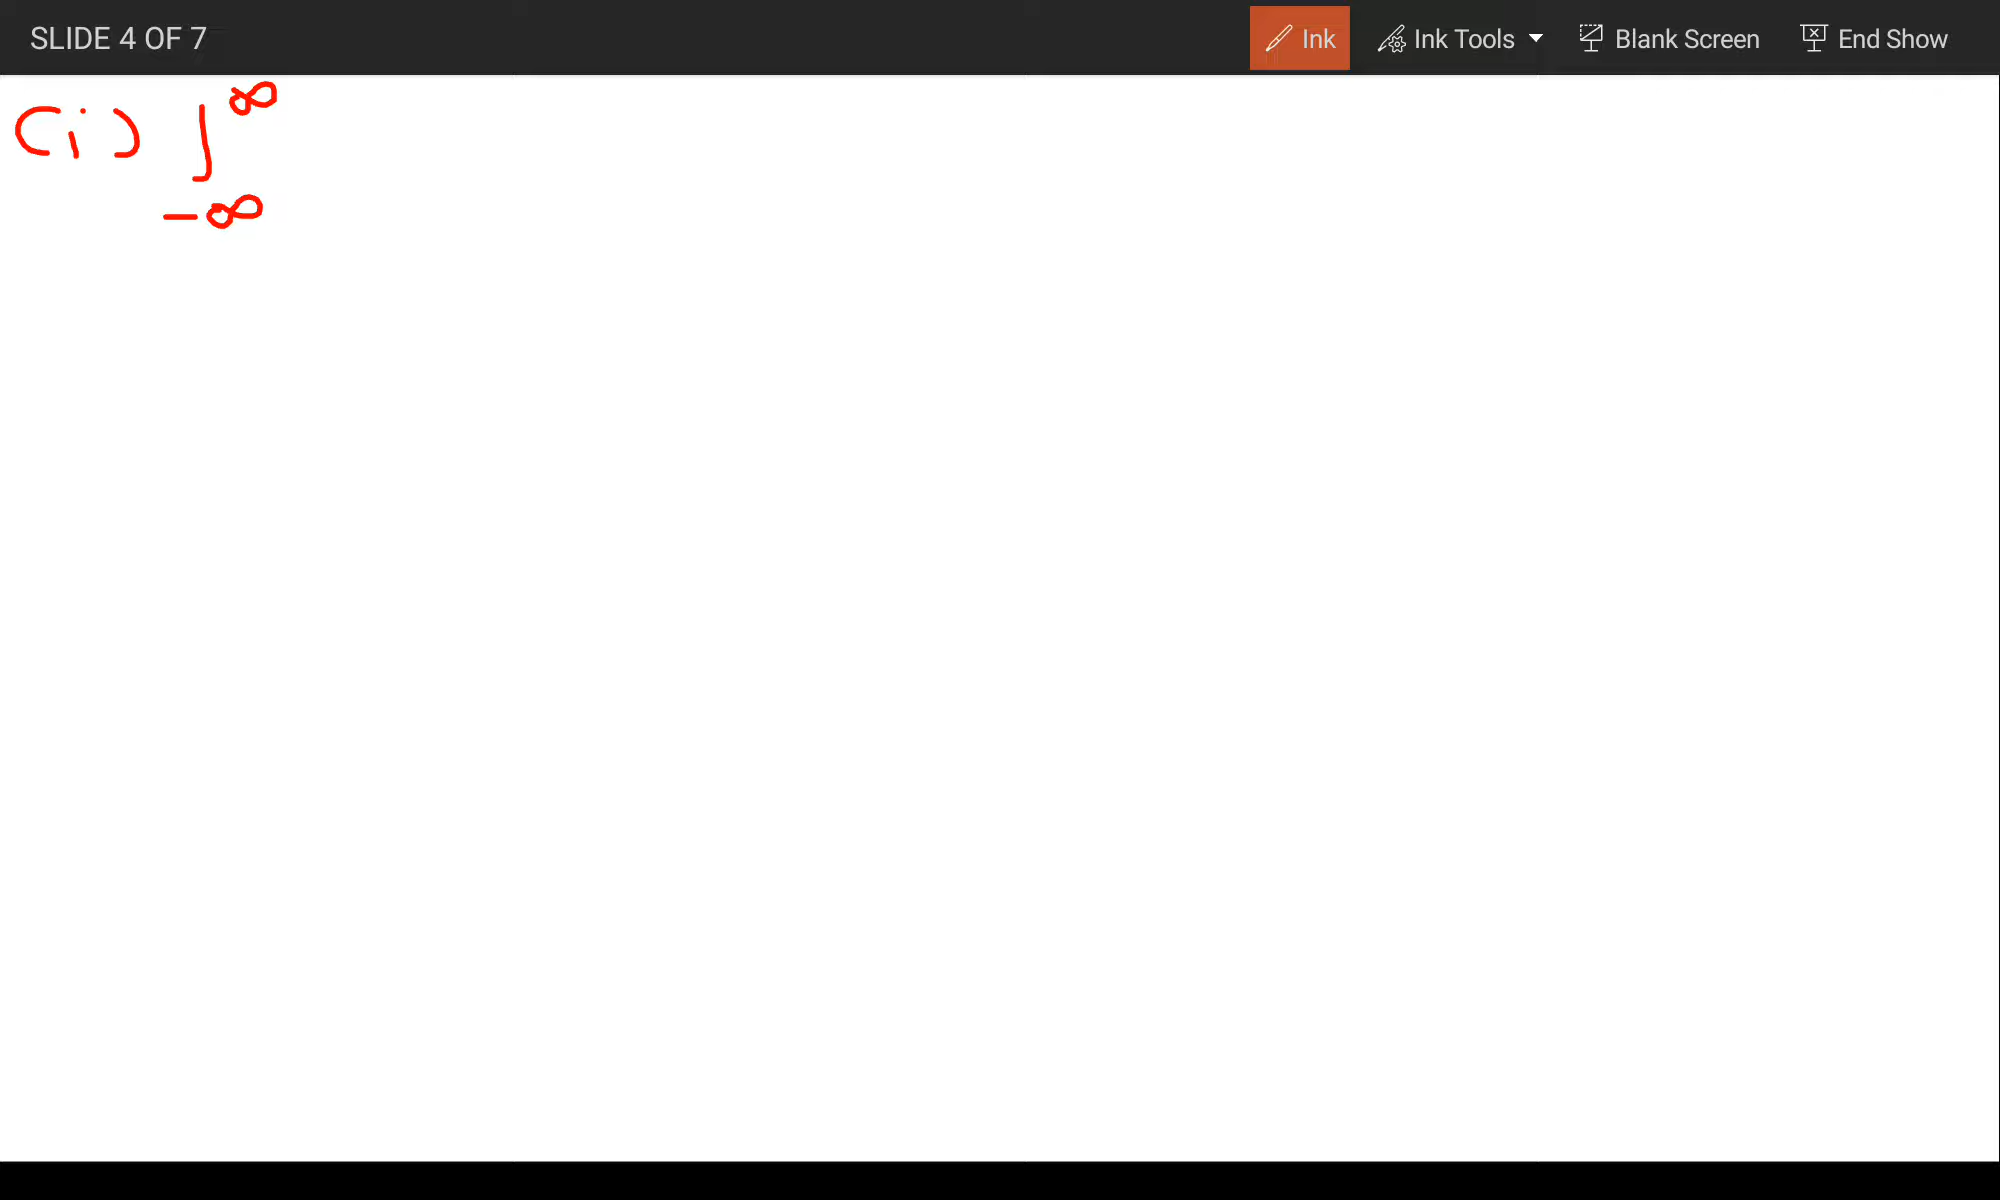 SLIDE 4 OF 7 Ink Ink Tools Blank Screen End Show
(i) ∫^∞
-∞